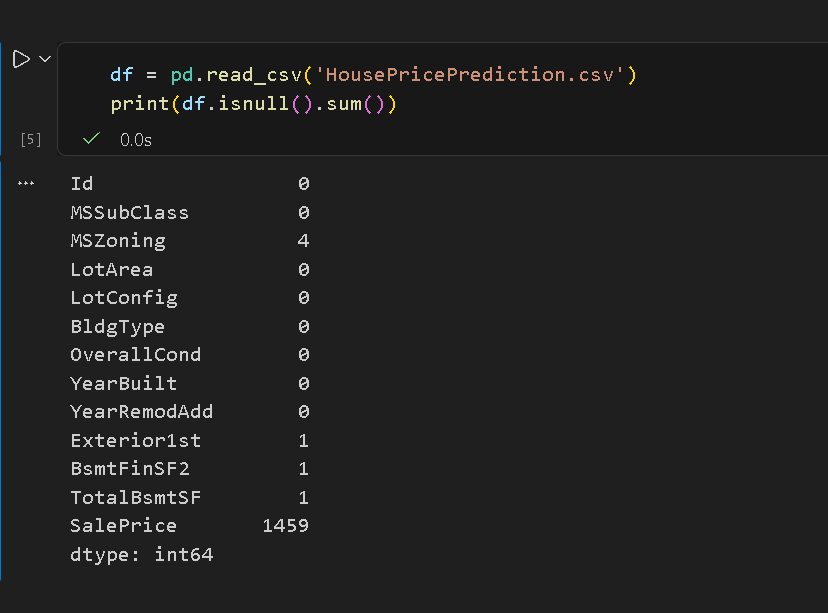 df = pd.read_csv('HousePricePrediction.csv')
print(df.isnull().sum())
[5] 0.0s
Id 0
MSSubClass 0
MSZoning 4
LotArea 0
LotConfig 0
BldgType 0
OverallCond 0
YearBuilt 0
YearRemodAdd 0
Exterior1st 1
BsmtFinSF2 1
TotalBsmtSF 1
SalePrice 1459
dtype: int64